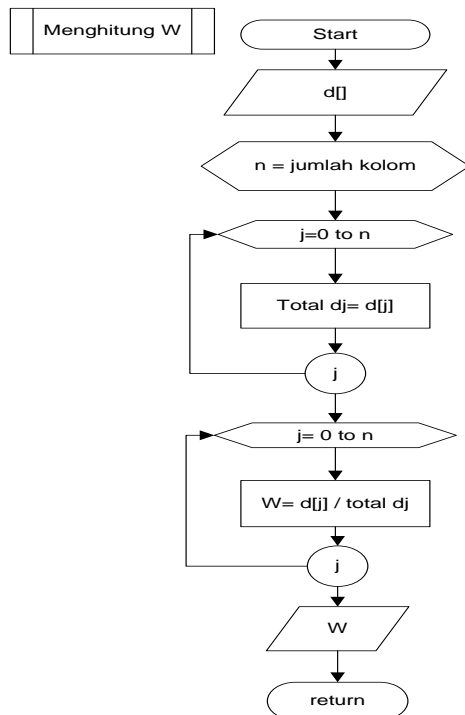 Menghitung W
Start
d[]
n = jumlah kolom
j=0 to n
Total dj= d[j]
j
j= 0 to n
W= d[j] / total dj
j
W
return